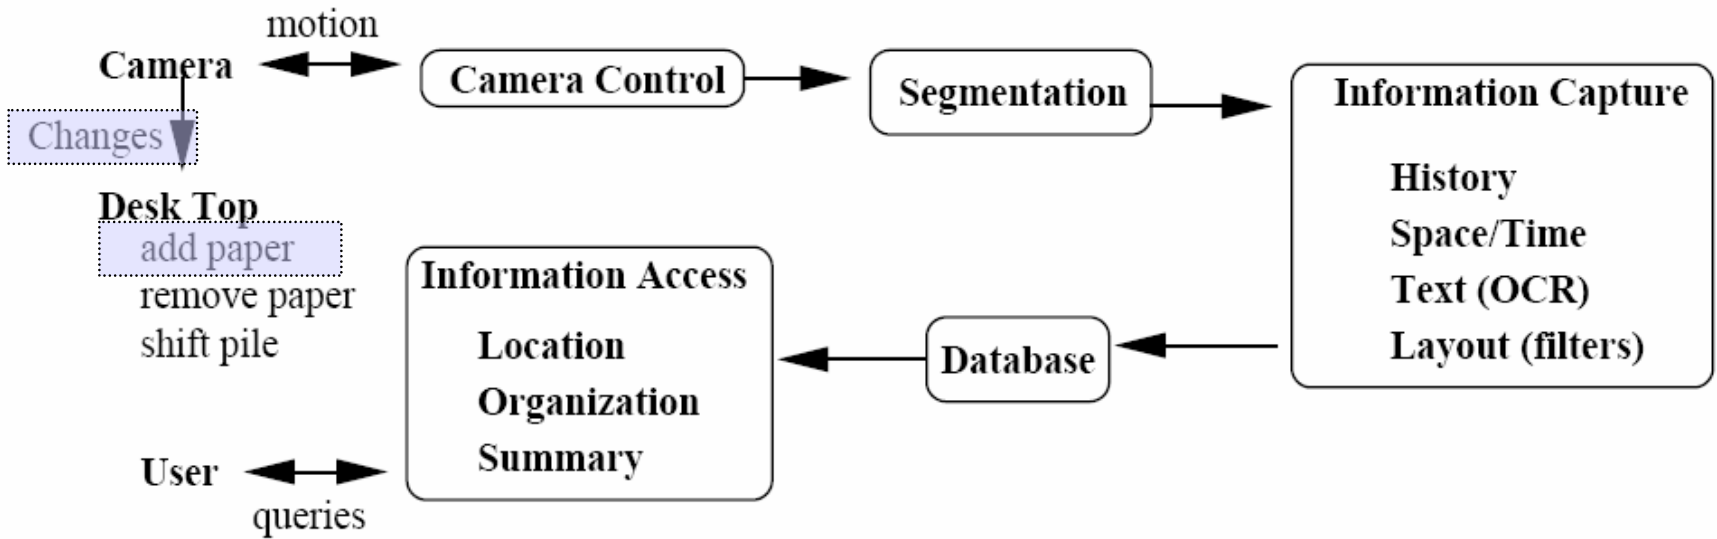 motion
Camera
Camera Control
Segmentation
Information Capture
Changes
History
Space/Time
Text (OCR)
Layout (filters)
Desk Top
add paper
remove paper
shift pile
Information Access
Location
Organization
Summary
Database
User
queries